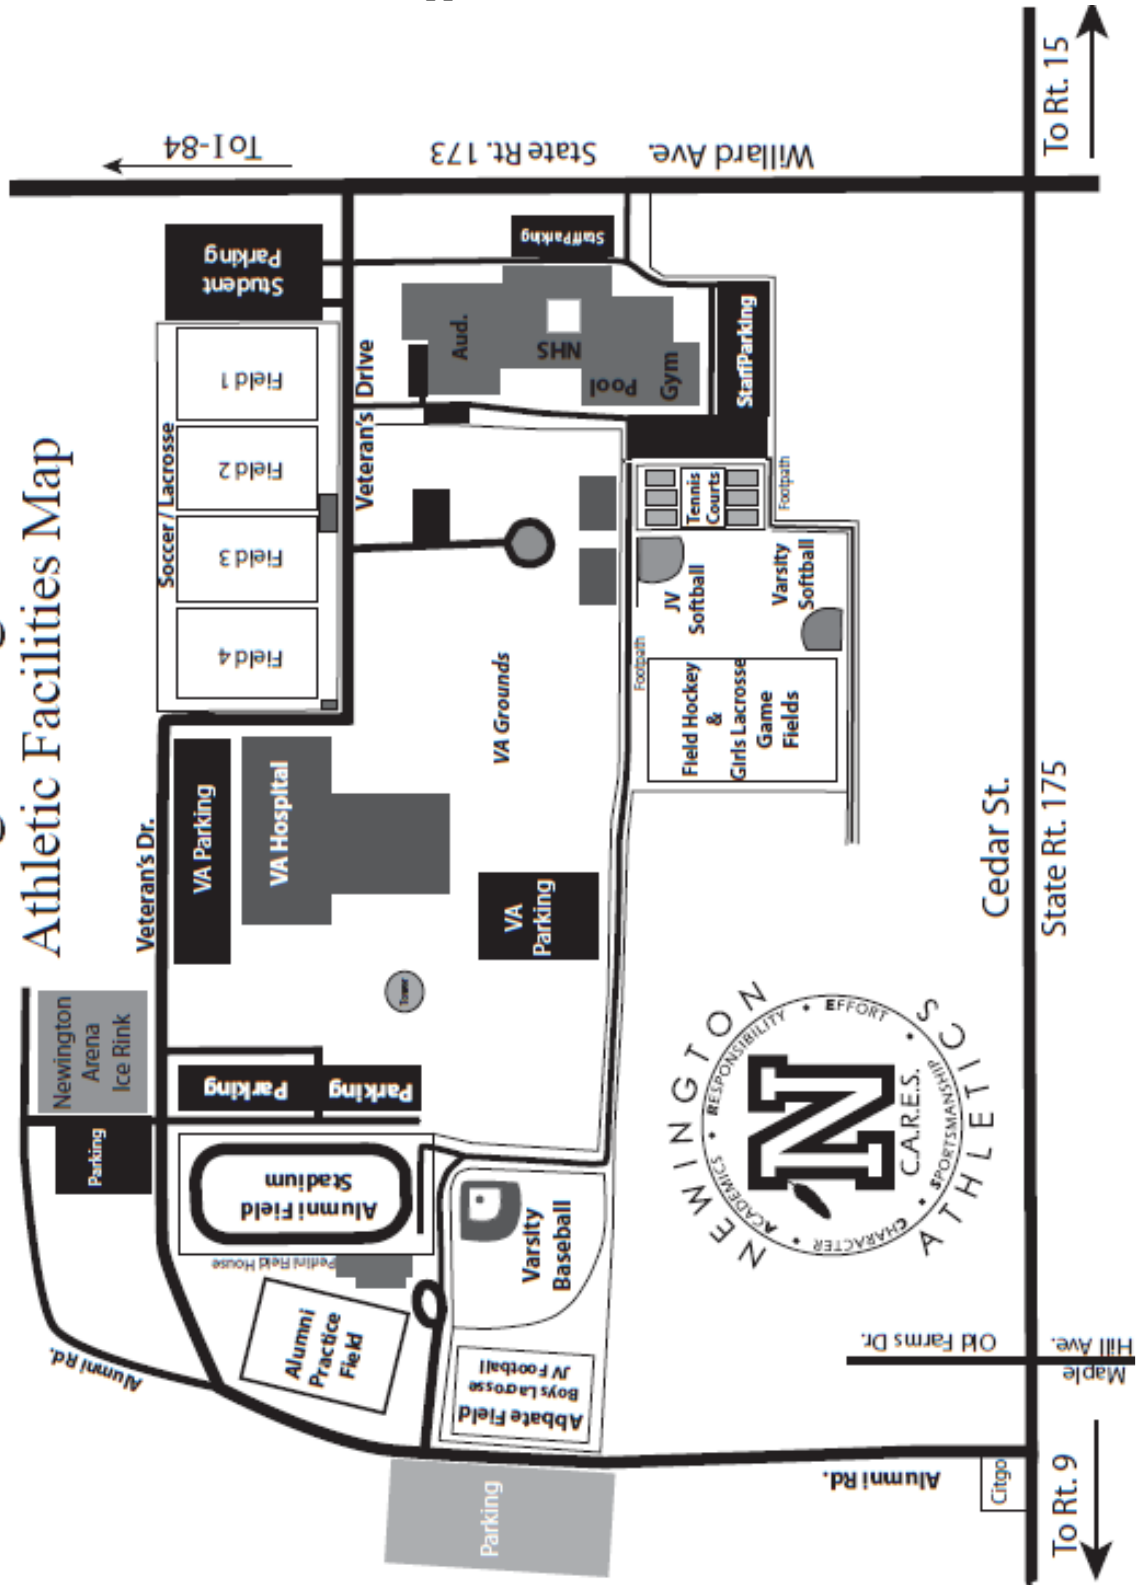 Athletic Facilities Map
To I-84
State Rt. 173
Willard Ave.
To Rt. 15
Student
Parking
StaffParking
Soccer / Lacrosse
Field 1
Field 2
Field 3
Field 4
Veteran's Drive
Aud.
NHS
Pool
Gym
StaffParking
Tennis
Courts
Footpath
JV
Softball
Varsity
Softball
Footpath
Field Hockey
&
Girls Lacrosse
Game
Fields
VA Grounds
Veteran's Dr.
VA Parking
VA Hospital
VA
Parking
Tower
Newington
Arena
Ice Rink
Parking
Parking
Parking
Alumni Field
Stadium
Perlini Field House
Alumni
Practice
Field
Varsity
Baseball
Abbate Field
Boys Lacrosse
JV Football
Alumni Rd.
Parking
Alumni Rd.
Citgo
Cedar St.
State Rt. 175
Old Farms Dr.
Maple
Hill Ave.
To Rt. 9
NEWINGTON
ATHLETICS
ACADEMICS • RESPONSIBILITY • EFFORT •
CHARACTER • SPORTSMANSHIP
N
C.A.R.E.S.